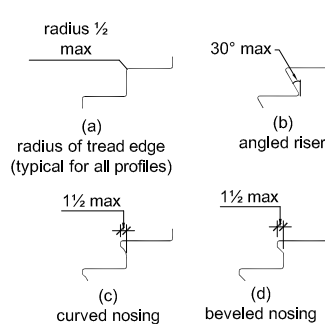 radius ½
max
(a)
radius of tread edge
(typical for all profiles)
30° max
(b)
angled riser
1½ max
(c)
curved nosing
1½ max
(d)
beveled nosing